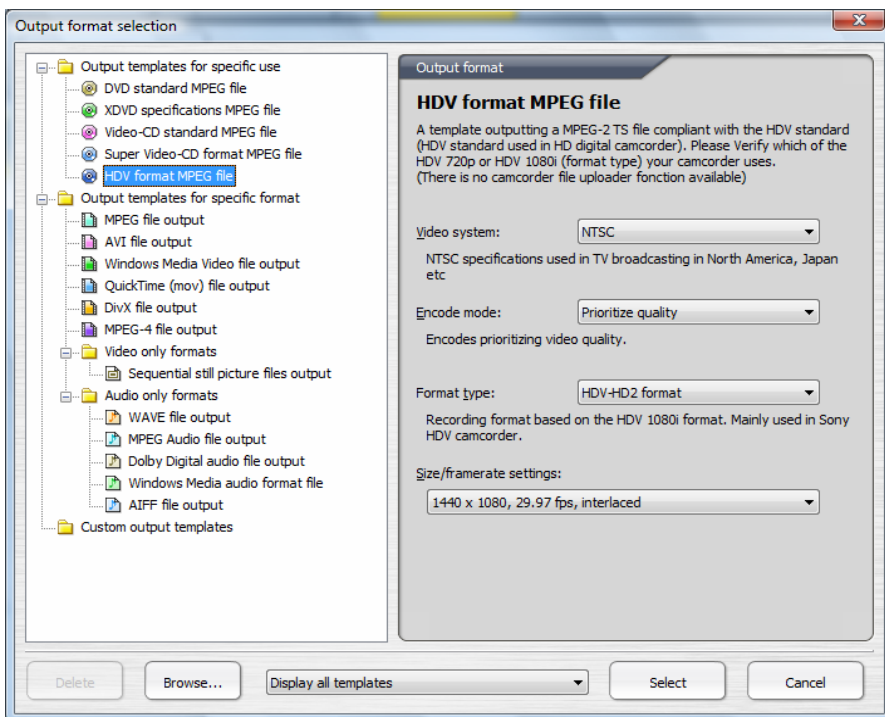 Output format selection
Output templates for specific use
DVD standard MPEG file
XDVD specifications MPEG file
Video-CD standard MPEG file
Super Video-CD format MPEG file
HDV format MPEG file
Output templates for specific format
MPEG file output
AVI file output
Windows Media Video file output
QuickTime (mov) file output
DivX file output
MPEG-4 file output
Video only formats
Sequential still picture files output
Audio only formats
WAVE file output
MPEG Audio file output
Dolby Digital audio file output
Windows Media audio format file
AIFF file output
Custom output templates
Output format
HDV format MPEG file
A template outputting a MPEG-2 TS file compliant with the HDV standard
(HDV standard used in HD digital camcorder). Please Verify which of the
HDV 720p or HDV 1080i (format type) your camcorder uses.
(There is no camcorder file uploader fonction available)
Video system:
NTSC
NTSC specifications used in TV broadcasting in North America, Japan
etc
Encode mode:
Prioritize quality
Encodes prioritizing video quality.
Format type:
HDV-HD2 format
Recording format based on the HDV 1080i format. Mainly used in Sony
HDV camcorder.
Size/framerate settings:
1440 x 1080, 29.97 fps, interlaced
Delete
Browse...
Display all templates
Select
Cancel